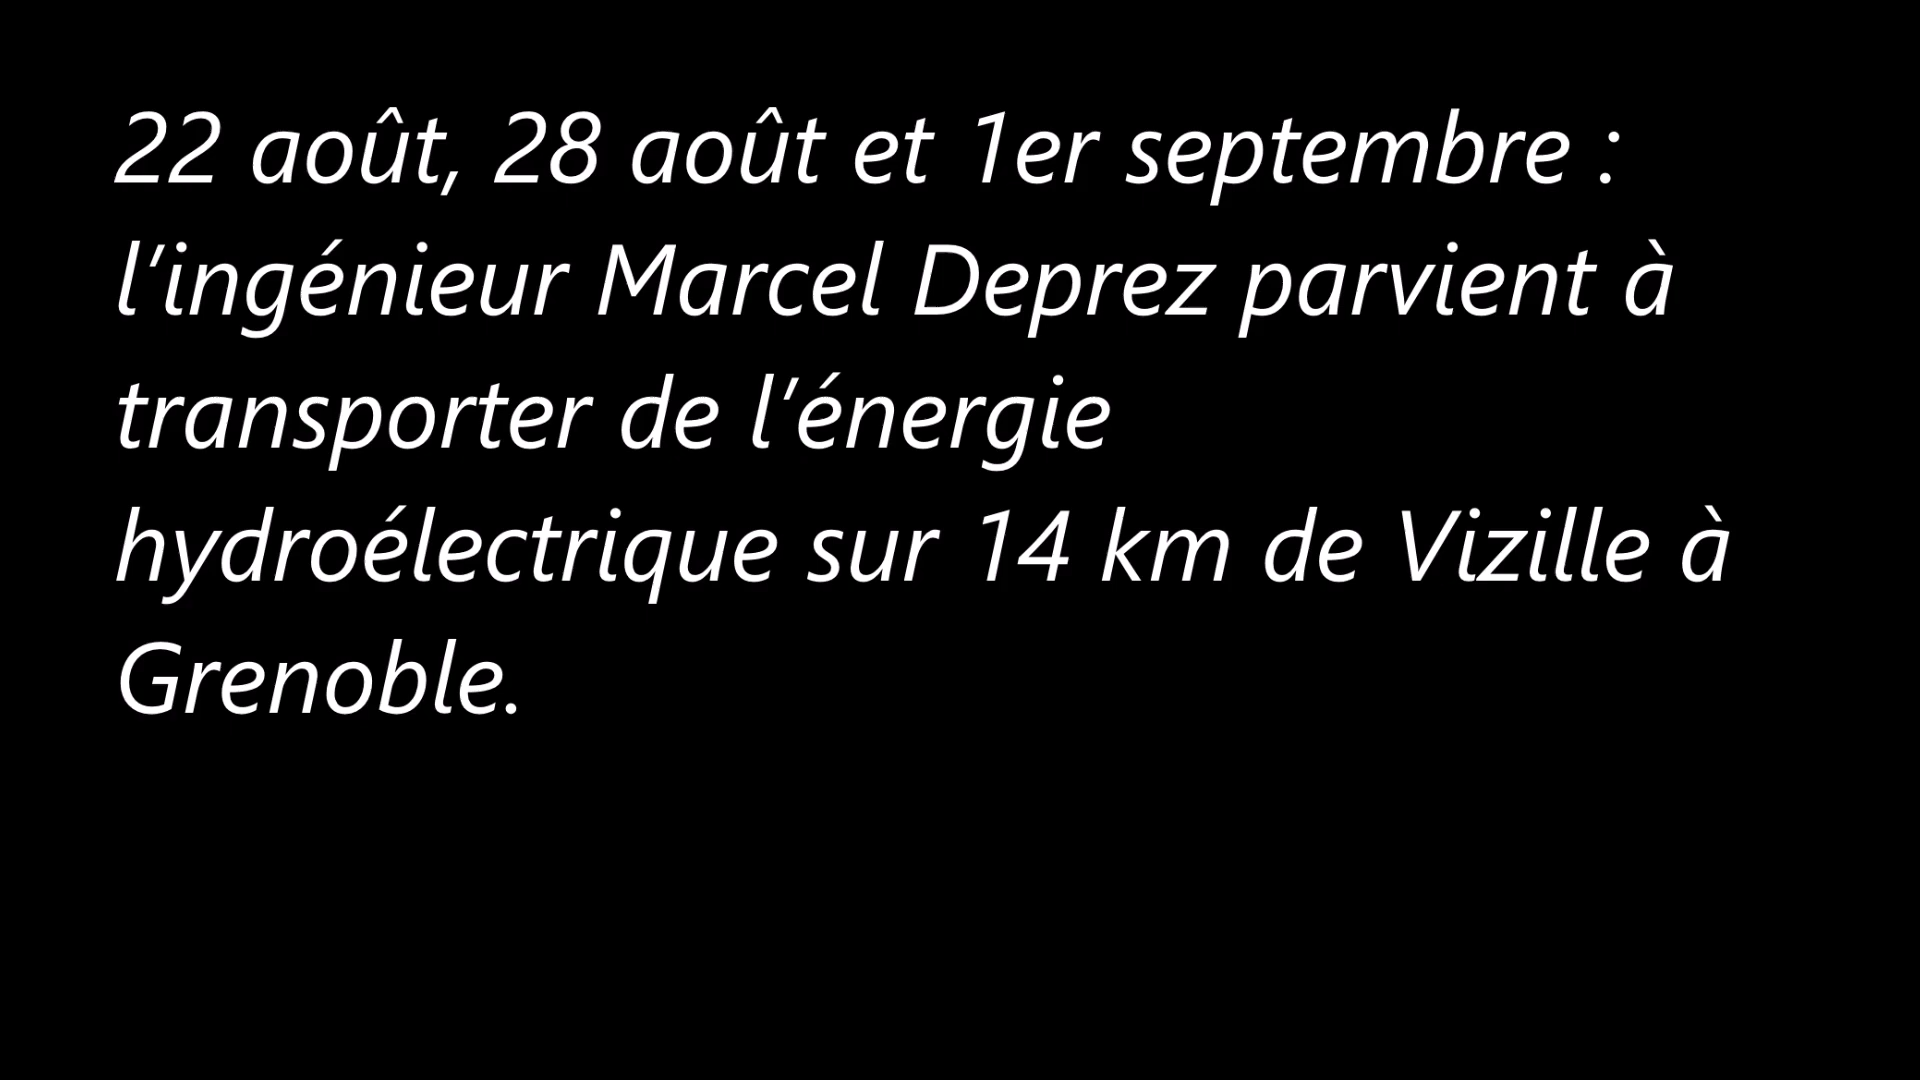 22 août, 28 août et 1er septembre :
l’ingénieur Marcel Deprez parvient à
transporter de l’énergie
hydroélectrique sur 14 km de Vizille à
Grenoble.